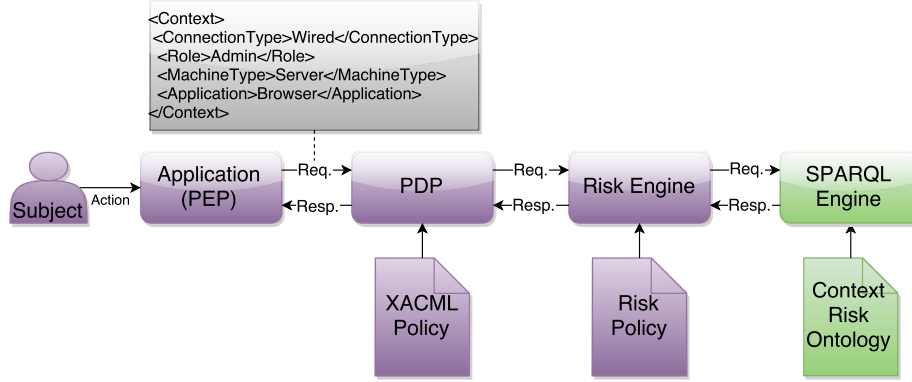 <Context>
<ConnectionType>Wired</ConnectionType>
<Role>Admin</Role>
<MachineType>Server</MachineType>
<Application>Browser</Application>
</Context>
Subject
Action
Application
(PEP)
Req.
Resp.
PDP
Req.
Resp.
Risk Engine
Req.
Resp.
SPARQL
Engine
XACML
Policy
Risk
Policy
Context
Risk
Ontology